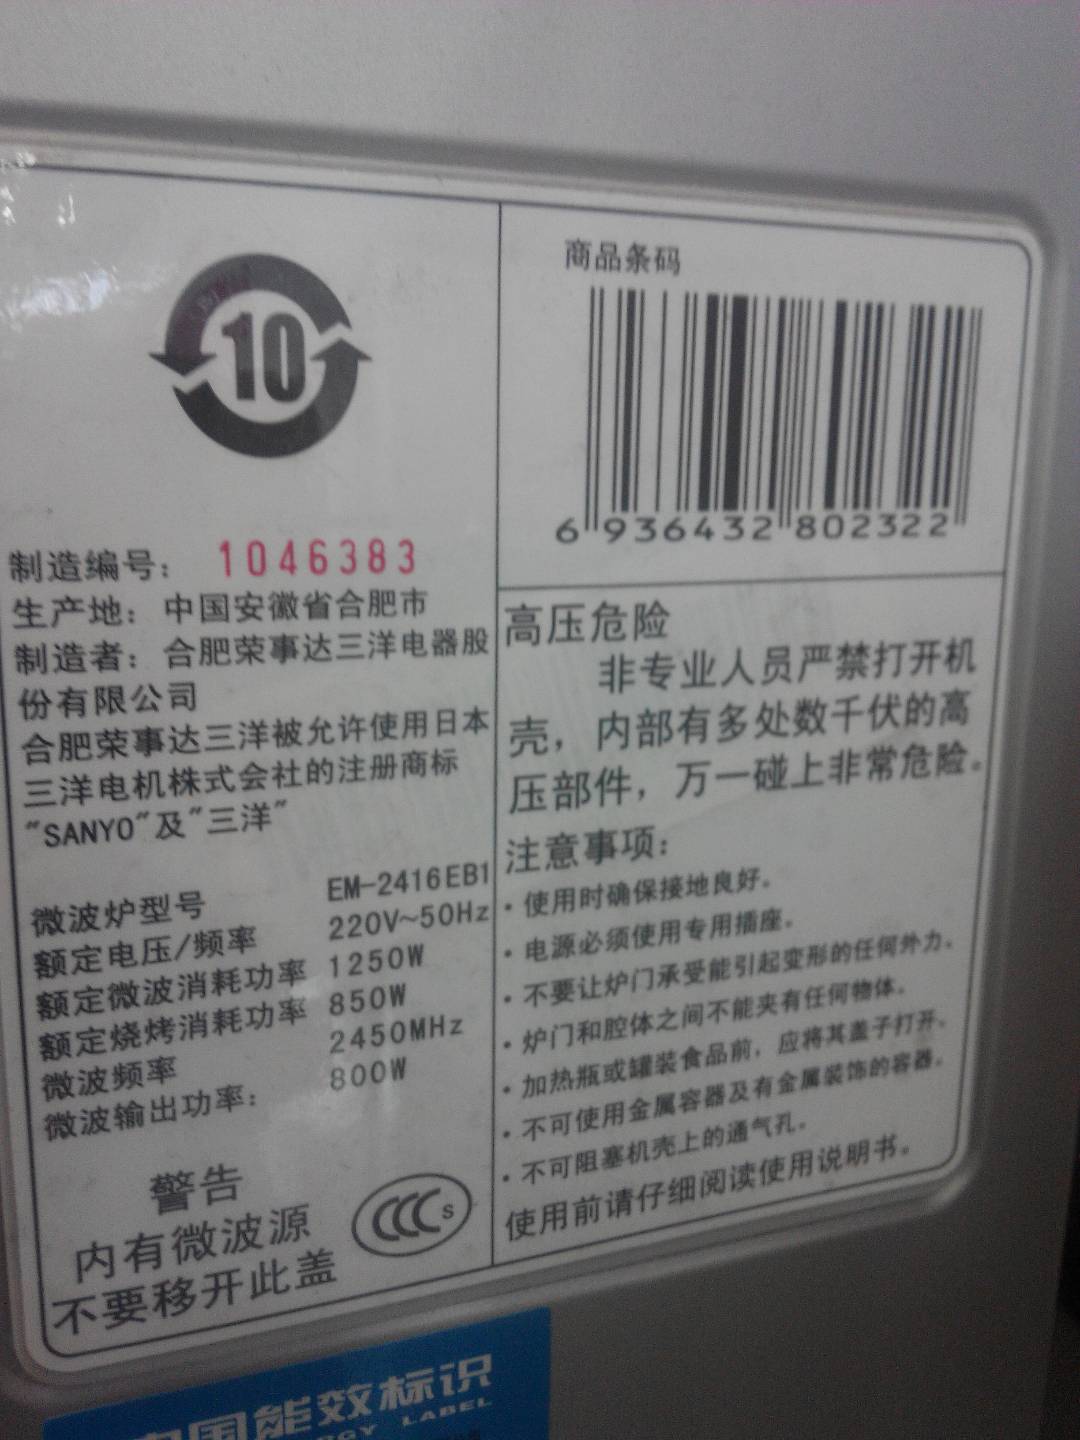 10
制造编号： 1046383
生产地：中国安徽省合肥市
制造者：合肥荣事达三洋电器股
份有限公司
合肥荣事达三洋被允许使用日本
三洋电机株式会社的注册商标
"SANYO"及"三洋"
微波炉型号 EM-2416EB1
额定电压/频率 220V~50Hz
额定微波消耗功率 1250W
额定烧烤消耗功率 850W
微波频率 2450MHz
微波输出功率： 800W
警告
内有微波源
不要移开此盖
CCC S
商品条码
6 936432 802322
高压危险
非专业人员严禁打开机
壳，内部有多处数千伏的高
压部件，万一碰上非常危险。
注意事项：
·使用时确保接地良好。
·电源必须使用专用插座。
·不要让炉门承受能引起变形的任何外力。
·炉门和腔体之间不能夹有任何物体。
·加热瓶或罐装食品前，应将其盖子打开。
·不可使用金属容器及有金属装饰的容器。
·不可阻塞机壳上的通气孔。
使用前请仔细阅读使用说明书。
国能效标识
LABEL